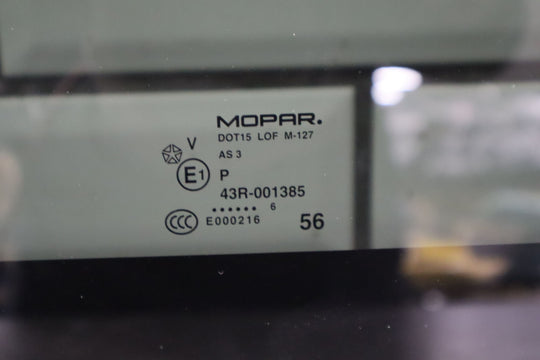 MOPAR.
DOT15 LOF M-127
V
AS 3
E1 P
43R-001385
...... 6
CCC E000216 56